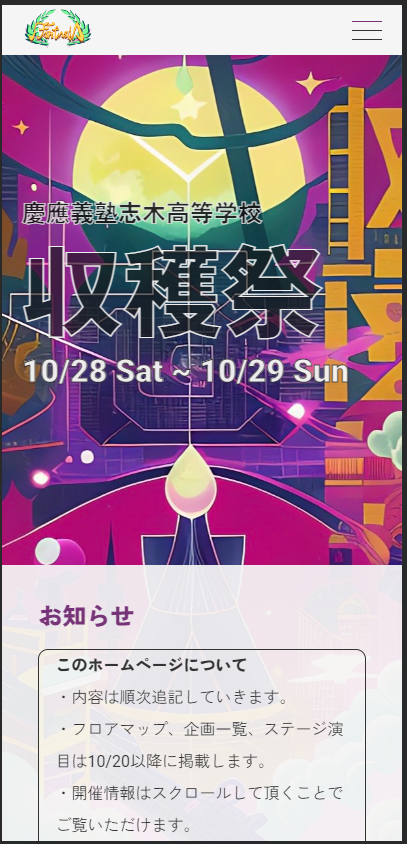 Festival
慶應義塾志木高等学校
収穫祭
10/28 Sat ~ 10/29 Sun
お知らせ
このホームページについて
・内容は順次追記していきます。
・フロアマップ、企画一覧、ステージ演
目は10/20以降に掲載します。
・開催情報はスクロールして頂くことで
ご覧いただけます。